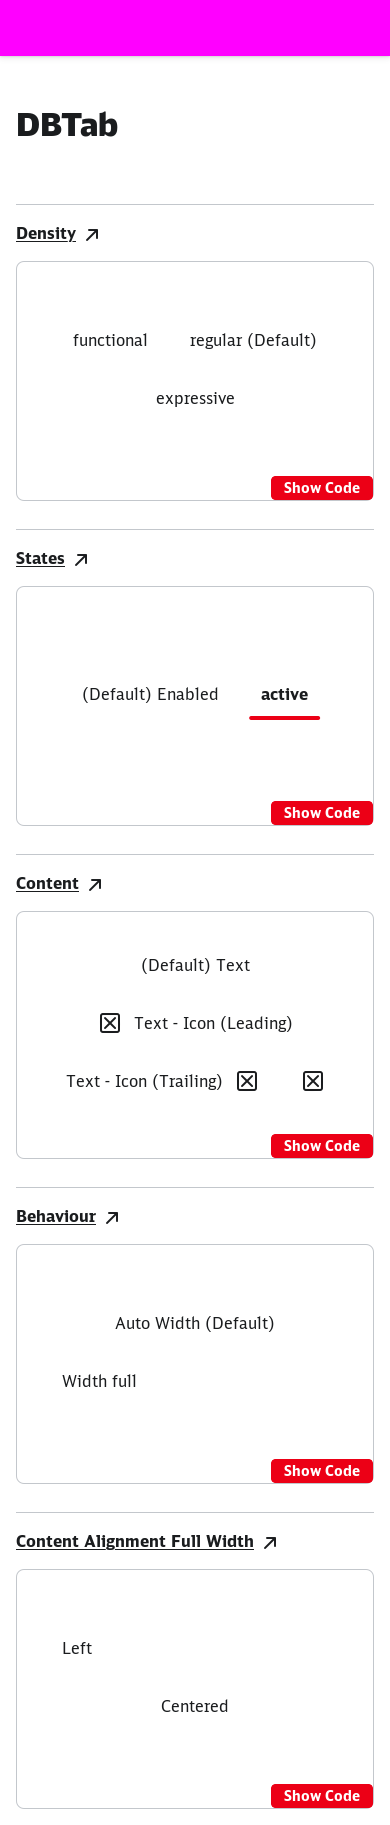 DBTab
Density
functional regular (Default)
expressive
Show Code
States
(Default) Enabled active
Show Code
Content
(Default) Text
Text - Icon (Leading)
Text - Icon (Trailing)
Show Code
Behaviour
Auto Width (Default)
Width full
Show Code
Content Alignment Full Width
Left
Centered
Show Code